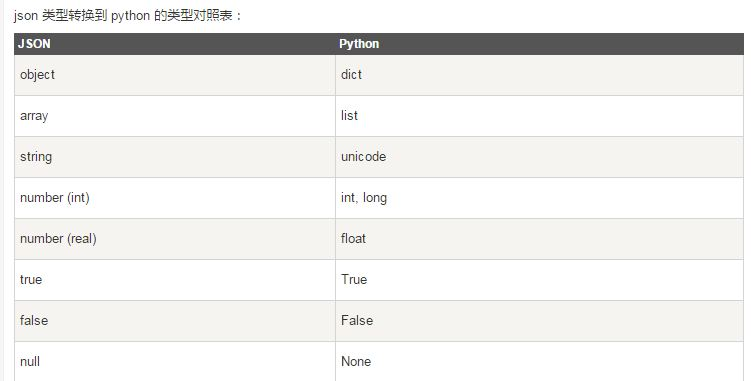 json 类型转换到 python 的类型对照表：
JSON Python
object dict
array list
string unicode
number (int) int, long
number (real) float
true True
false False
null None